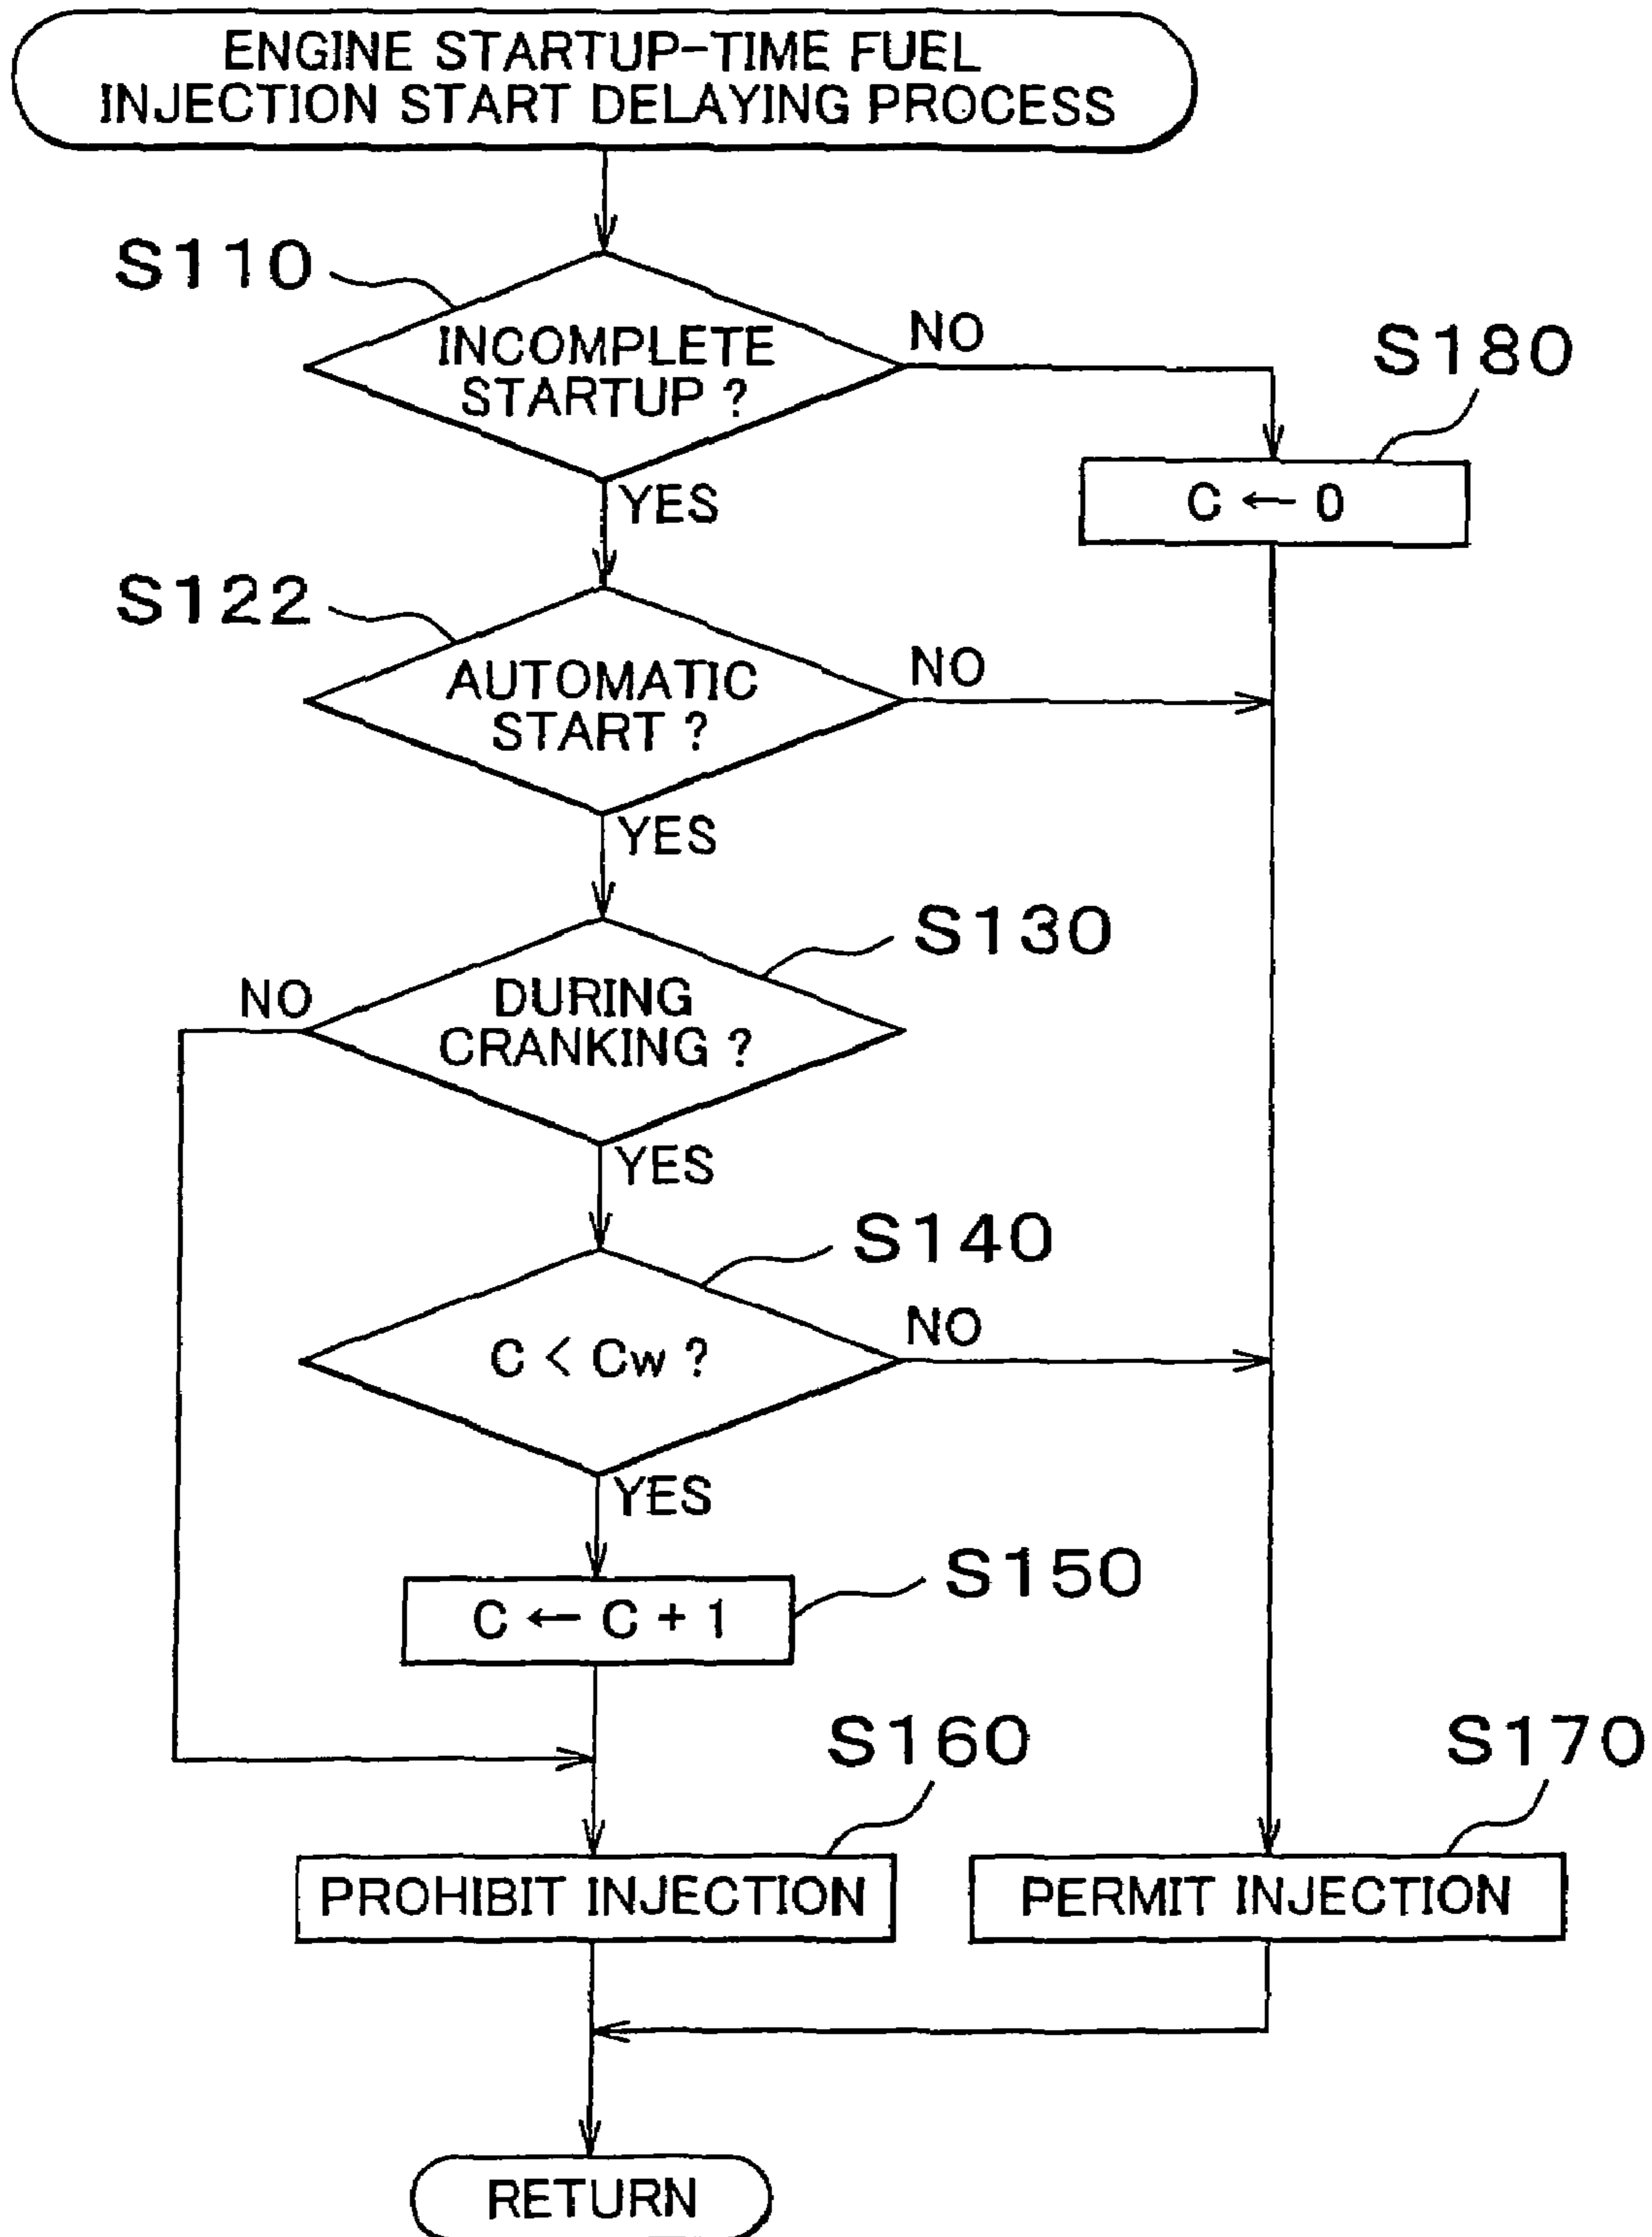 ENGINE STARTUP-TIME FUEL
INJECTION START DELAYING PROCESS
S110
INCOMPLETE
STARTUP ?
NO
YES
S180
C ← 0
S122
AUTOMATIC
START ?
NO
YES
S130
DURING
CRANKING ?
NO
YES
S140
C < Cw ?
NO
YES
S150
C ← C + 1
S160
PROHIBIT INJECTION
S170
PERMIT INJECTION
RETURN